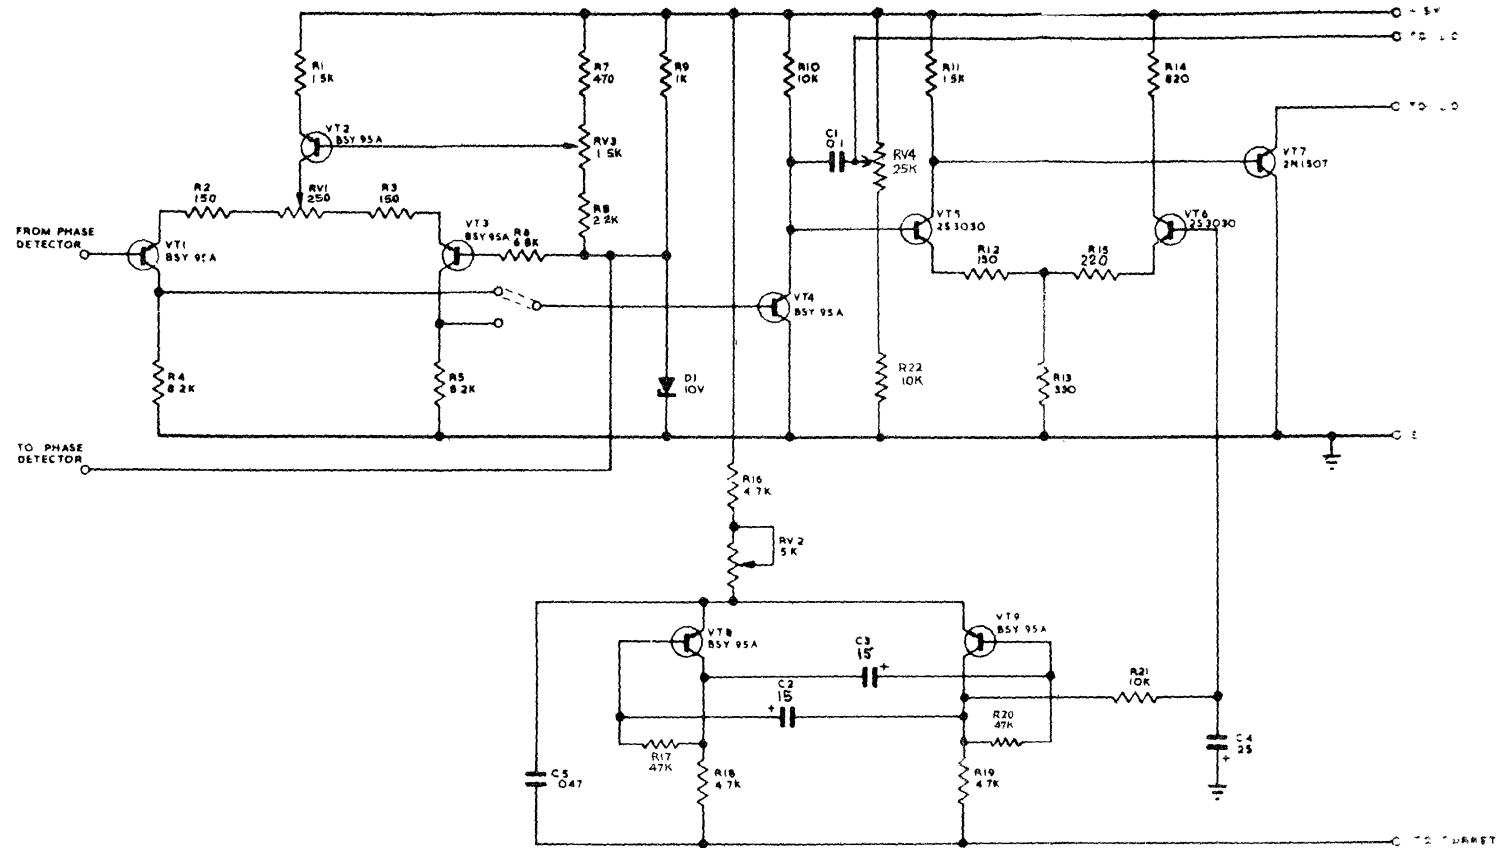 R1
1 5K
R7
470
R9
1K
R10
10K
R11
1 5K
R14
820
VT2
BSY 95A
RV3
1 5K
C1
0 1
RV4
25K
VT7
2N1507
R2
150
RV1
250
R3
150
R8
2 2K
FROM PHASE
DETECTOR
VT1
BSY 95A
VT3
BSY 95A
R6
6 8K
VT5
2S3030
VT6
2S3030
R12
150
R15
220
VT4
BSY 95A
R4
8 2K
R5
8 2K
D1
10V
R22
10K
R13
330
E
TO PHASE
DETECTOR
R16
4 7K
RV2
5K
VT8
BSY 95A
VT9
BSY 95A
C3
15
+
C2
15
+
R21
10K
R17
47K
R20
47K
C4
25
+
C5
047
R18
4 7K
R19
4 7K